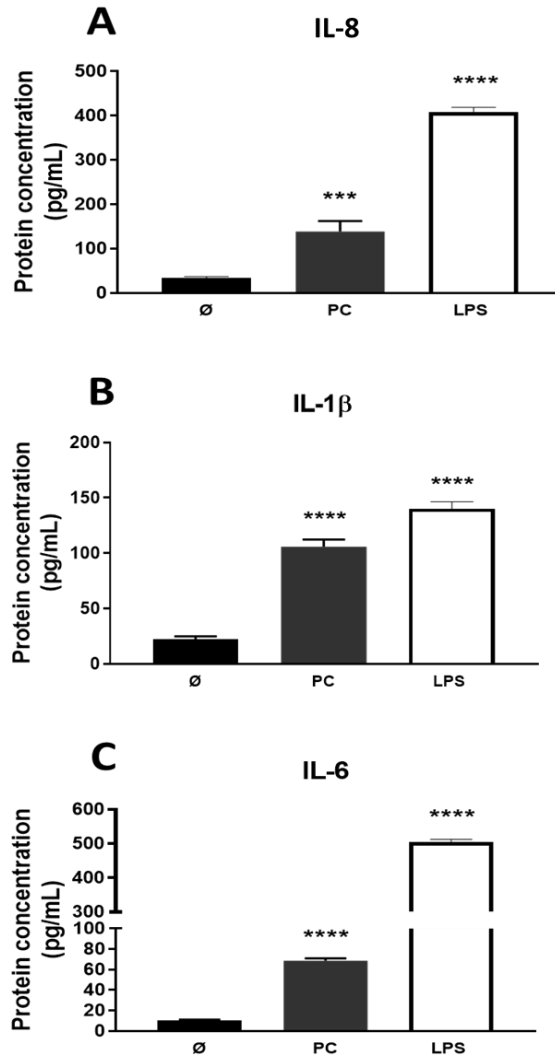 A
IL-8
Protein concentration
(pg/mL)
500
400
300
200
100
0
***
****
Ø PC LPS
B
IL-1β
Protein concentration
(pg/mL)
200
150
100
50
0
****
****
Ø PC LPS
C
IL-6
Protein concentration
(pg/mL)
600
500
400
300
100
80
60
40
20
0
****
****
Ø PC LPS